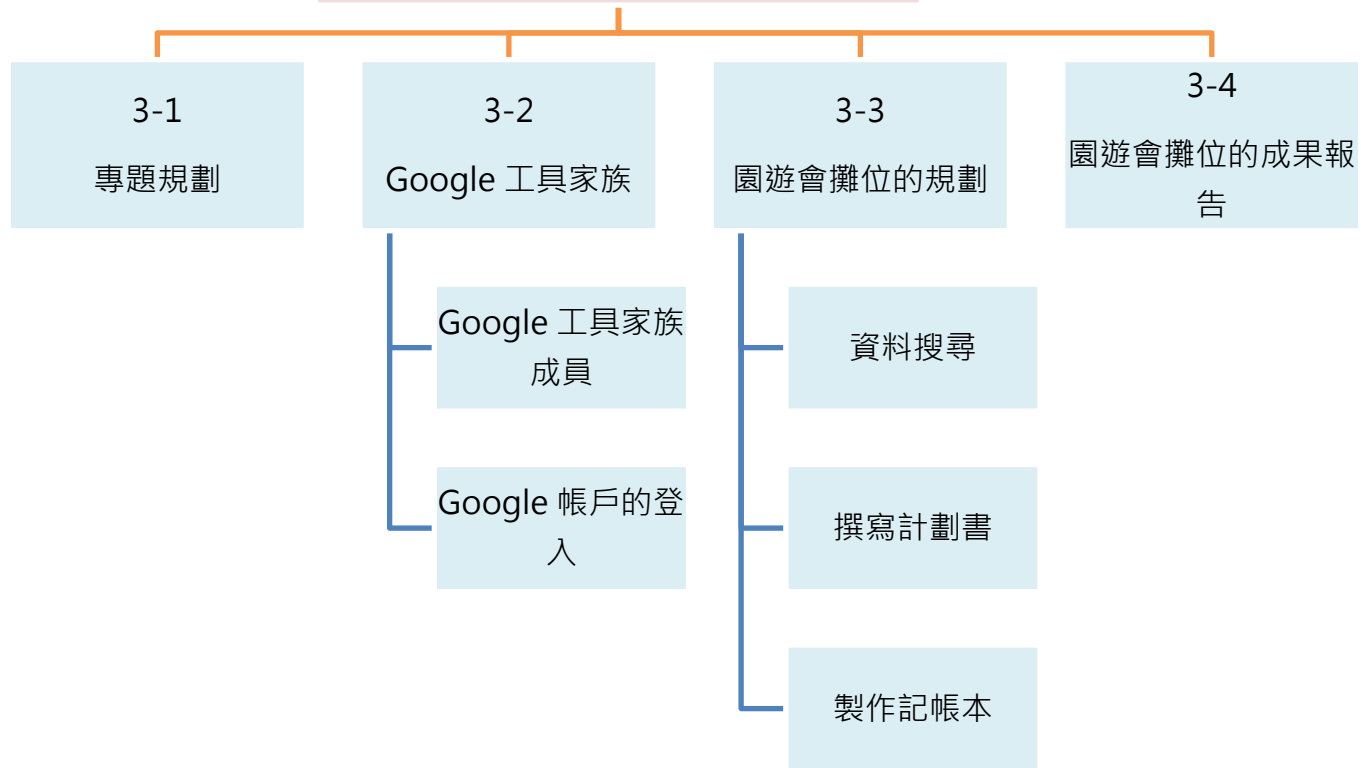 3-1
專題規劃
3-2
Google 工具家族
3-3
園遊會攤位的規劃
3-4
園遊會攤位的成果報
告
Google 工具家族
成員
Google 帳戶的登
入
資料搜尋
撰寫計劃書
製作記帳本